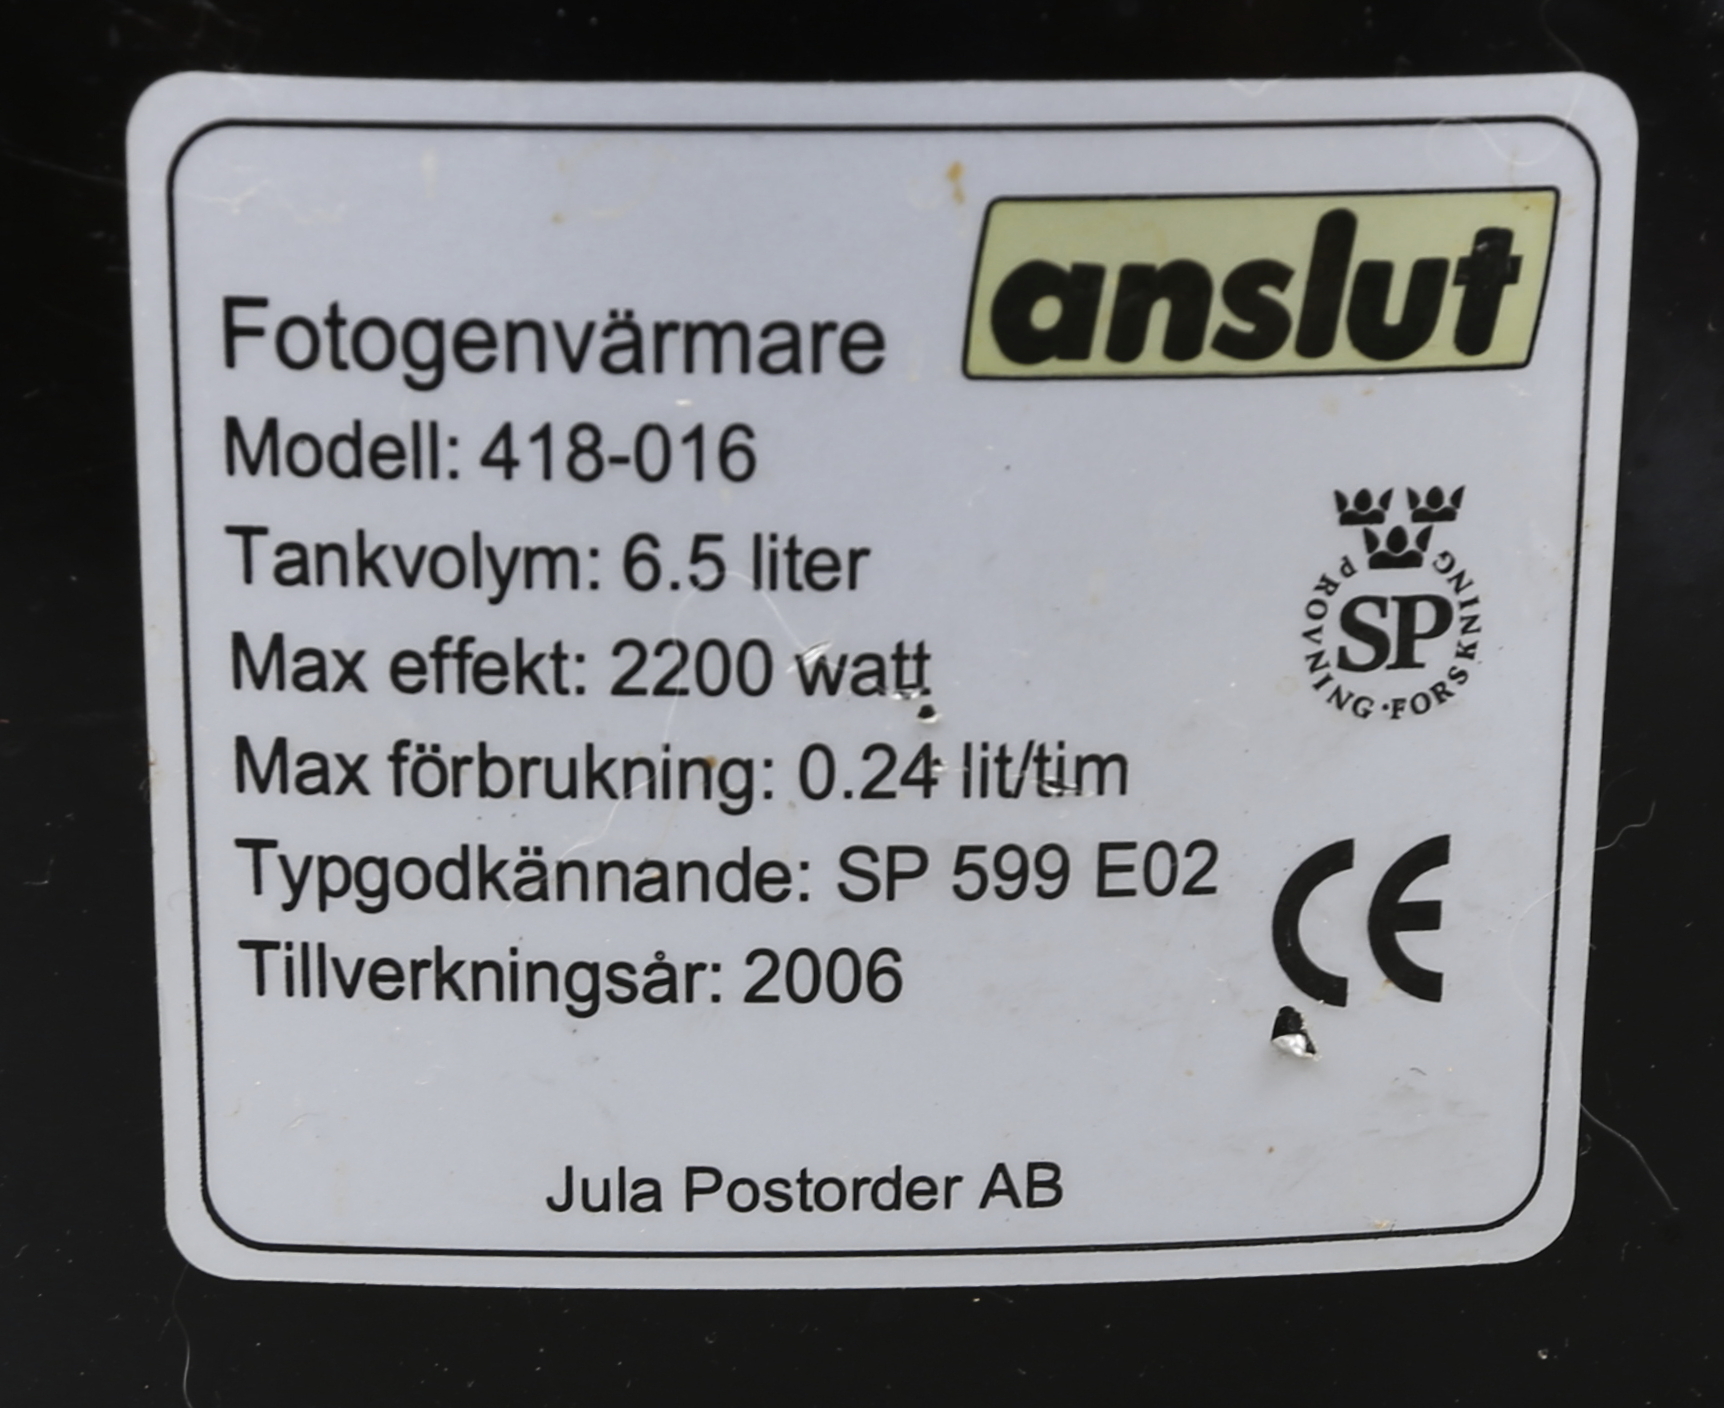 anslut
Fotogenvärmare
Modell: 418-016
Tankvolym: 6.5 liter
Max effekt: 2200 watt
Max förbrukning: 0.24 lit/tim
Typgodkännande: SP 599 E02
Tillverkningsår: 2006
PROVNING·FORSKNING
SP
CE
Jula Postorder AB